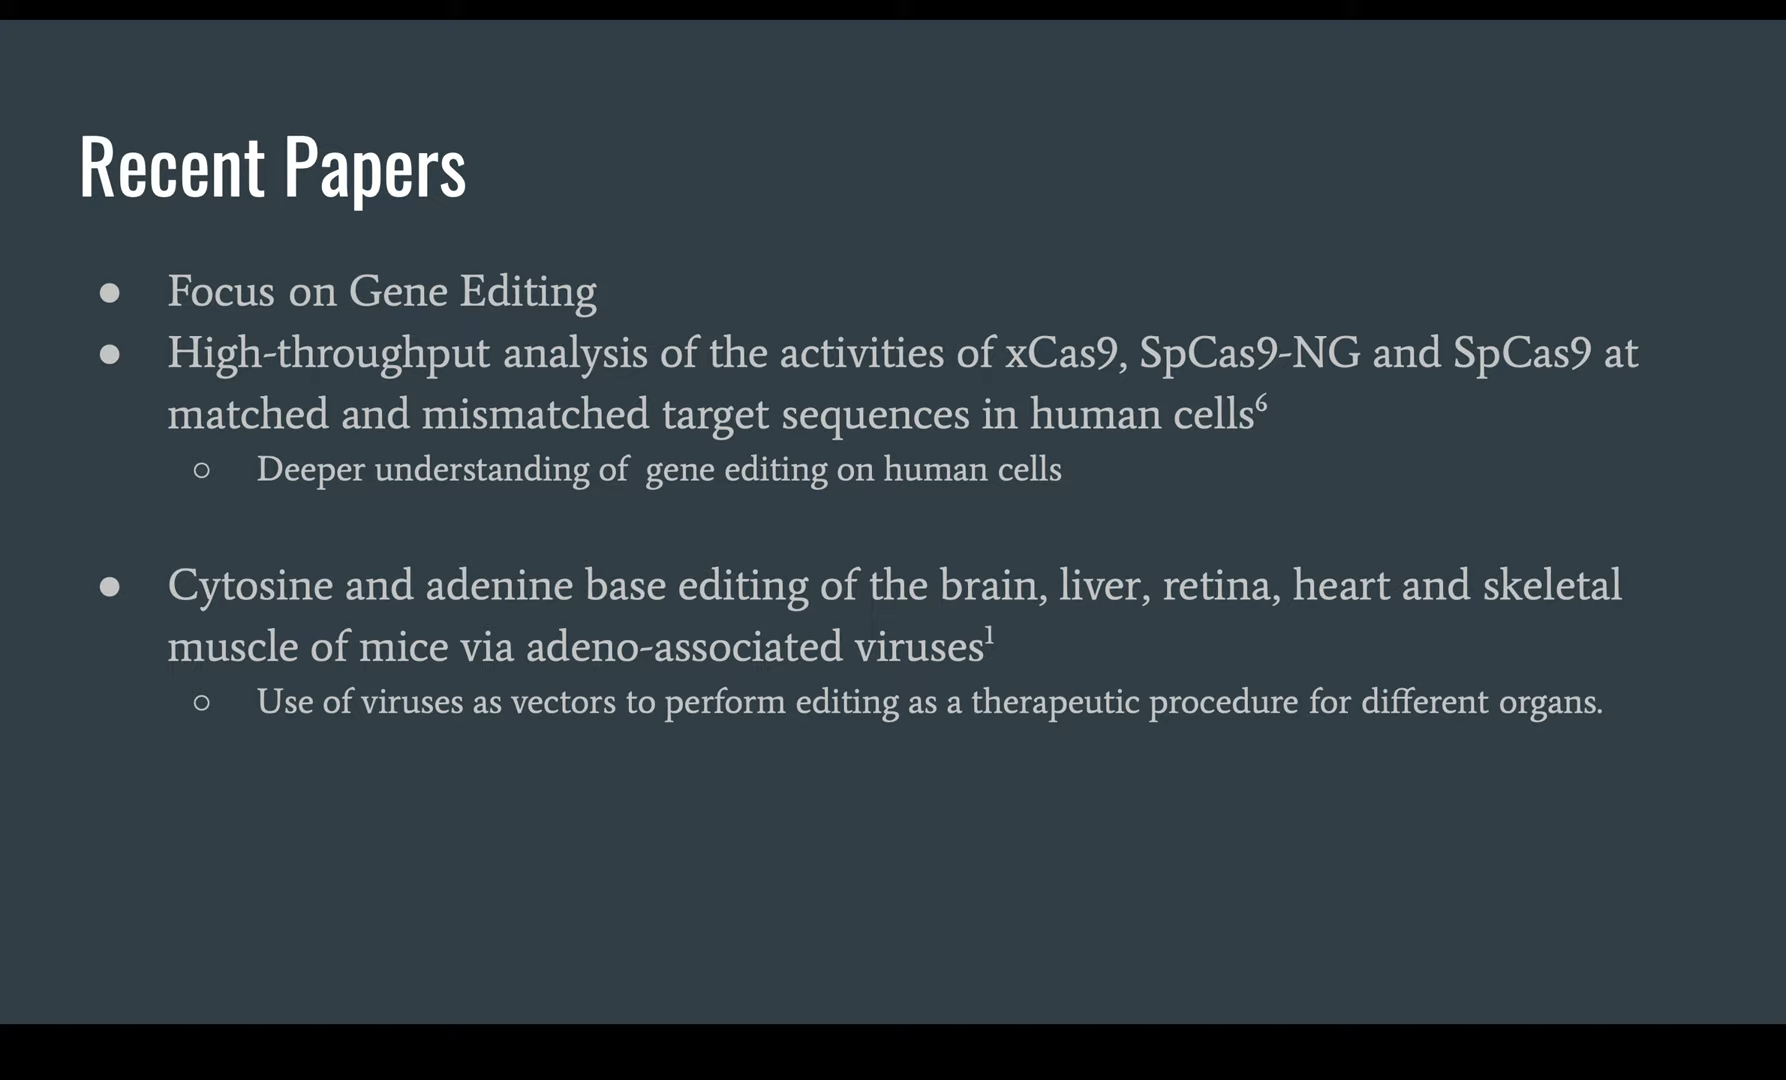 Recent Papers
● Focus on Gene Editing
● High-throughput analysis of the activities of xCas9, SpCas9-NG and SpCas9 at
matched and mismatched target sequences in human cells⁶
○ Deeper understanding of  gene editing on human cells
● Cytosine and adenine base editing of the brain, liver, retina, heart and skeletal
muscle of mice via adeno-associated viruses¹
○ Use of viruses as vectors to perform editing as a therapeutic procedure for different organs.